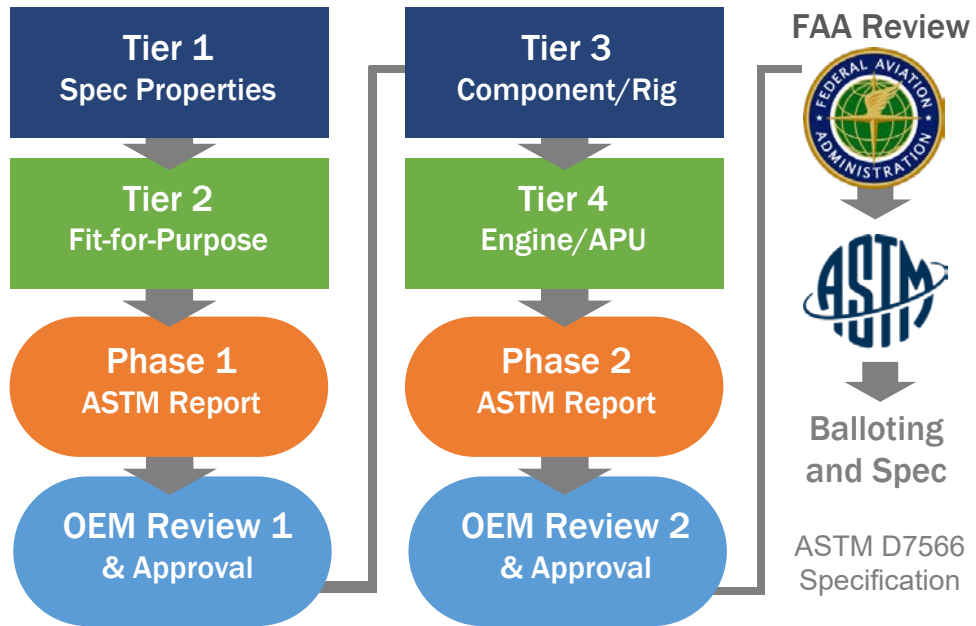 Tier 1
Spec Properties
Tier 2
Fit-for-Purpose
Phase 1
ASTM Report
OEM Review 1
& Approval
Tier 3
Component/Rig
Tier 4
Engine/APU
Phase 2
ASTM Report
OEM Review 2
& Approval
FAA Review
FEDERAL AVIATION
ADMINISTRATION
ASTM
Balloting
and Spec
ASTM D7566
Specification